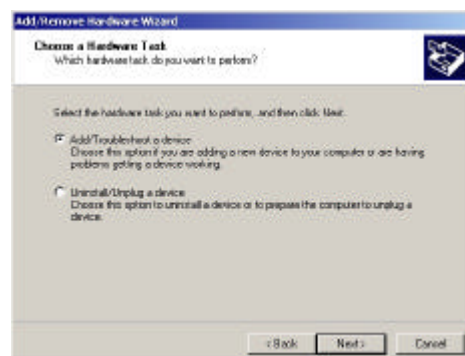 Add/Remove Hardware Wizard
Choose a Hardware Task
Which hardware task do you want to perform?
Select the hardware task you want to perform, and then click Next.
Add/Troubleshoot a device
Choose this option if you are adding a new device to your computer or are having
problems getting a device working.
Uninstall/Unplug a device
Choose this option to uninstall a device or to prepare the computer to unplug a
device.
< Back Next > Cancel